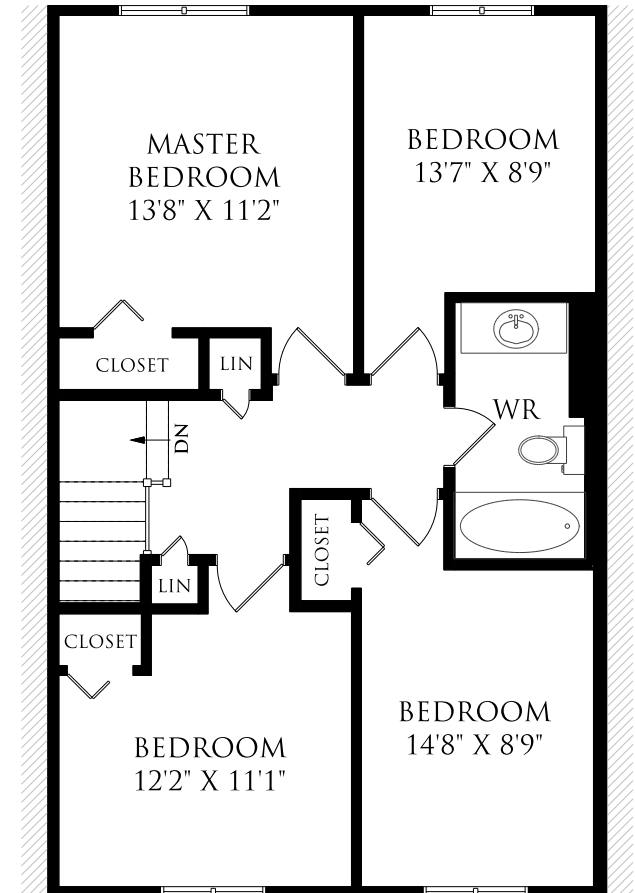 MASTER
BEDROOM
13'8" X 11'2"
BEDROOM
13'7" X 8'9"
CLOSET
LIN
WR
DN
CLOSET
LIN
CLOSET
BEDROOM
12'2" X 11'1"
BEDROOM
14'8" X 8'9"